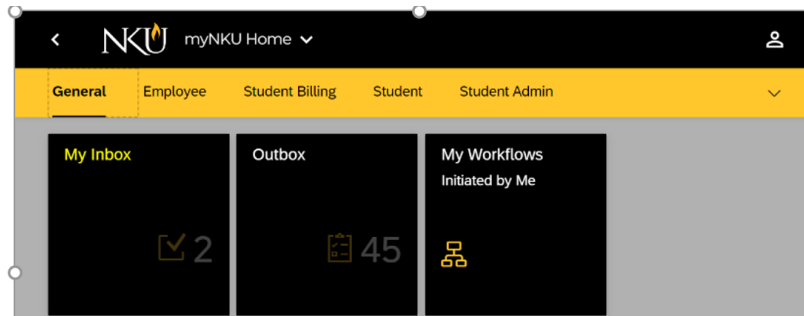 NKU myNKU Home
General Employee Student Billing Student Student Admin
My Inbox
2
Outbox
45
My Workflows
Initiated by Me